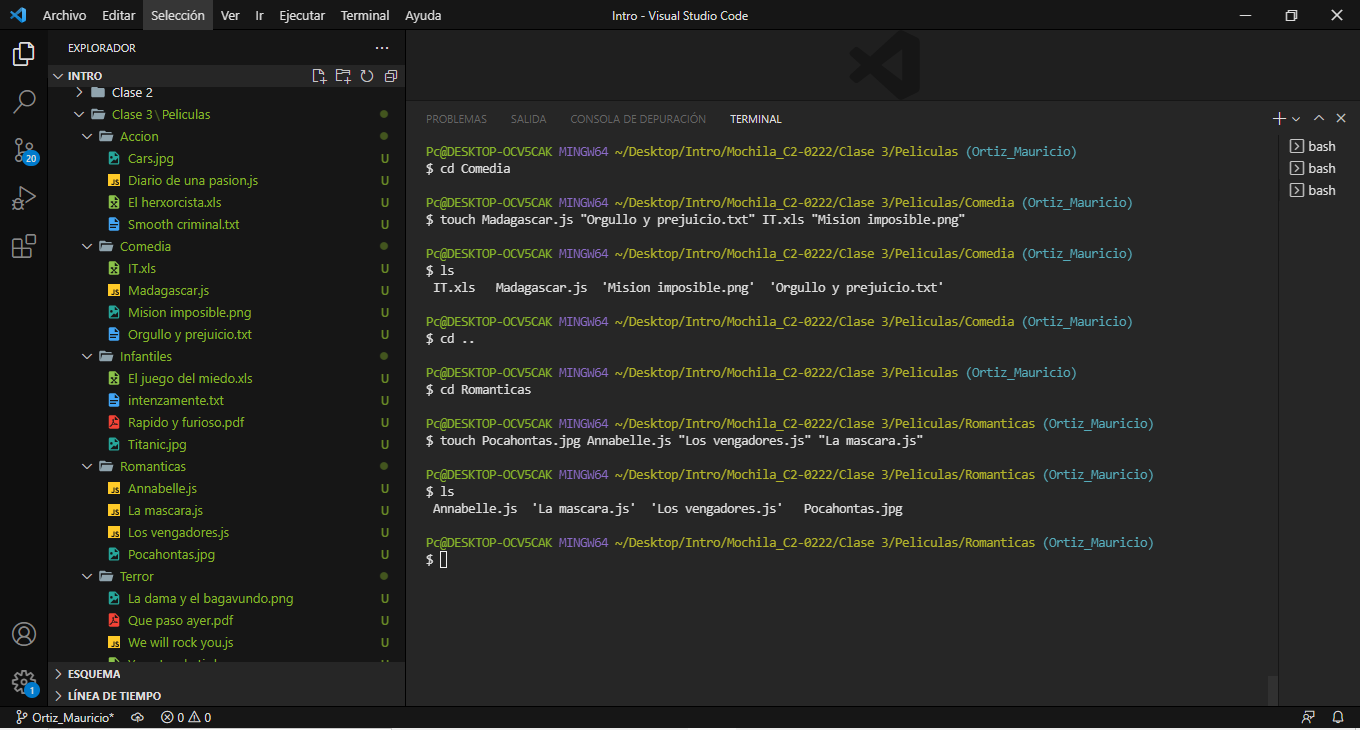 Archivo Editar Selección Ver Ir Ejecutar Terminal Ayuda
Intro - Visual Studio Code
EXPLORADOR
INTRO
Clase 2
Clase 3 \ Peliculas
Accion
Cars.jpg U
Diario de una pasion.js U
El herxorcista.xls U
Smooth criminal.txt U
Comedia
IT.xls U
Madagascar.js U
Mision imposible.png U
Orgullo y prejuicio.txt U
Infantiles
El juego del miedo.xls U
intenzamente.txt U
Rapido y furioso.pdf U
Titanic.jpg U
Romanticas
Annabelle.js U
La mascara.js U
Los vengadores.js U
Pocahontas.jpg U
Terror
La dama y el bagavundo.png U
Que paso ayer.pdf U
We will rock you.js U
ESQUEMA
LÍNEA DE TIEMPO
20
1
PROBLEMAS SALIDA CONSOLA DE DEPURACIÓN TERMINAL
Pc@DESKTOP-OCV5CAK MINGW64 ~/Desktop/Intro/Mochila_C2-0222/Clase 3/Peliculas (Ortiz_Mauricio)
$ cd Comedia
Pc@DESKTOP-OCV5CAK MINGW64 ~/Desktop/Intro/Mochila_C2-0222/Clase 3/Peliculas/Comedia (Ortiz_Mauricio)
$ touch Madagascar.js "Orgullo y prejuicio.txt" IT.xls "Mision imposible.png"
Pc@DESKTOP-OCV5CAK MINGW64 ~/Desktop/Intro/Mochila_C2-0222/Clase 3/Peliculas/Comedia (Ortiz_Mauricio)
$ ls
IT.xls Madagascar.js 'Mision imposible.png' 'Orgullo y prejuicio.txt'
Pc@DESKTOP-OCV5CAK MINGW64 ~/Desktop/Intro/Mochila_C2-0222/Clase 3/Peliculas/Comedia (Ortiz_Mauricio)
$ cd ..
Pc@DESKTOP-OCV5CAK MINGW64 ~/Desktop/Intro/Mochila_C2-0222/Clase 3/Peliculas (Ortiz_Mauricio)
$ cd Romanticas
Pc@DESKTOP-OCV5CAK MINGW64 ~/Desktop/Intro/Mochila_C2-0222/Clase 3/Peliculas/Romanticas (Ortiz_Mauricio)
$ touch Pocahontas.jpg Annabelle.js "Los vengadores.js" "La mascara.js"
Pc@DESKTOP-OCV5CAK MINGW64 ~/Desktop/Intro/Mochila_C2-0222/Clase 3/Peliculas/Romanticas (Ortiz_Mauricio)
$ ls
Annabelle.js 'La mascara.js' 'Los vengadores.js' Pocahontas.jpg
Pc@DESKTOP-OCV5CAK MINGW64 ~/Desktop/Intro/Mochila_C2-0222/Clase 3/Peliculas/Romanticas (Ortiz_Mauricio)
$
bash
bash
bash
Ortiz_Mauricio* 0 0